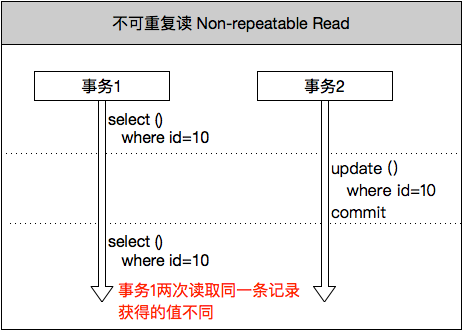 不可重复读 Non-repeatable Read
事务1
事务2
select ()
where id=10
update ()
where id=10
commit
select ()
where id=10
事务1两次读取同一条记录
获得的值不同